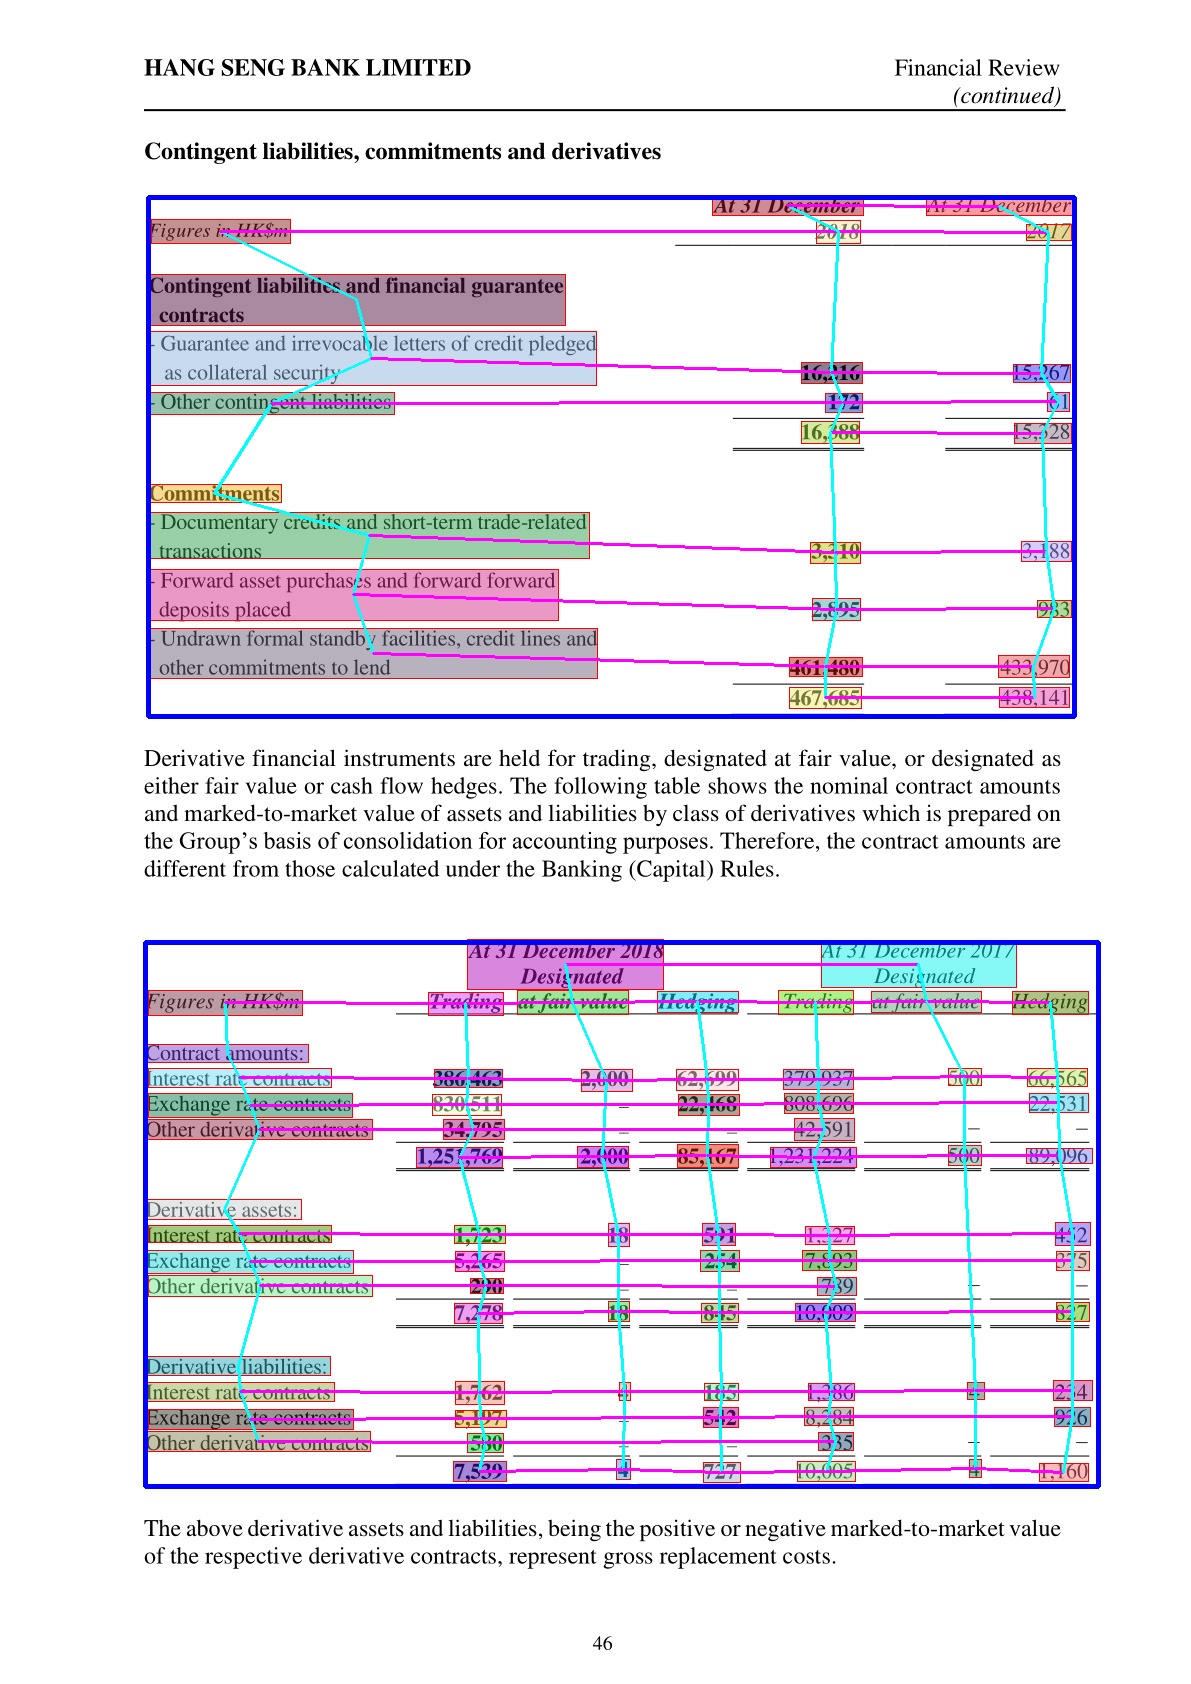 HANG SENG BANK LIMITED Financial Review
(continued)
Contingent liabilities, commitments and derivatives
At 31 December At 31 December
Figures in HK$m 2018 2017
Contingent liabilities and financial guarantee
contracts
- Guarantee and irrevocable letters of credit pledged
as collateral security 16,216 15,267
- Other contingent liabilities 172 61
16,388 15,328
Commitments
- Documentary credits and short-term trade-related
transactions 3,310 3,188
- Forward asset purchases and forward forward
deposits placed 2,895 983
- Undrawn formal standby facilities, credit lines and
other commitments to lend 461,480 433,970
467,685 438,141
Derivative financial instruments are held for trading, designated at fair value, or designated as
either fair value or cash flow hedges. The following table shows the nominal contract amounts
and marked-to-market value of assets and liabilities by class of derivatives which is prepared on
the Group's basis of consolidation for accounting purposes. Therefore, the contract amounts are
different from those calculated under the Banking (Capital) Rules.
At 31 December 2018 At 31 December 2017
Designated Designated
Figures in HK$m Trading at fair value Hedging Trading at fair value Hedging
Contract amounts:
Interest rate contracts 386,463 2,000 62,699 379,937 500 66,565
Exchange rate contracts 830,511 – 22,468 808,696 22,531
Other derivative contracts 34,795 – – 42,591 – –
1,251,769 2,000 85,167 1,231,224 500 89,096
Derivative assets:
Interest rate contracts 1,723 18 591 1,327 452
Exchange rate contracts 5,265 – 254 7,893 375
Other derivative contracts 290 – – 789 – –
7,278 18 845 10,009 827
Derivative liabilities:
Interest rate contracts 1,762 4 185 1,386 4 234
Exchange rate contracts 5,197 – 542 8,284 926
Other derivative contracts 580 – – 335 – –
7,539 4 727 10,005 4 1,160
The above derivative assets and liabilities, being the positive or negative marked-to-market value
of the respective derivative contracts, represent gross replacement costs.
46